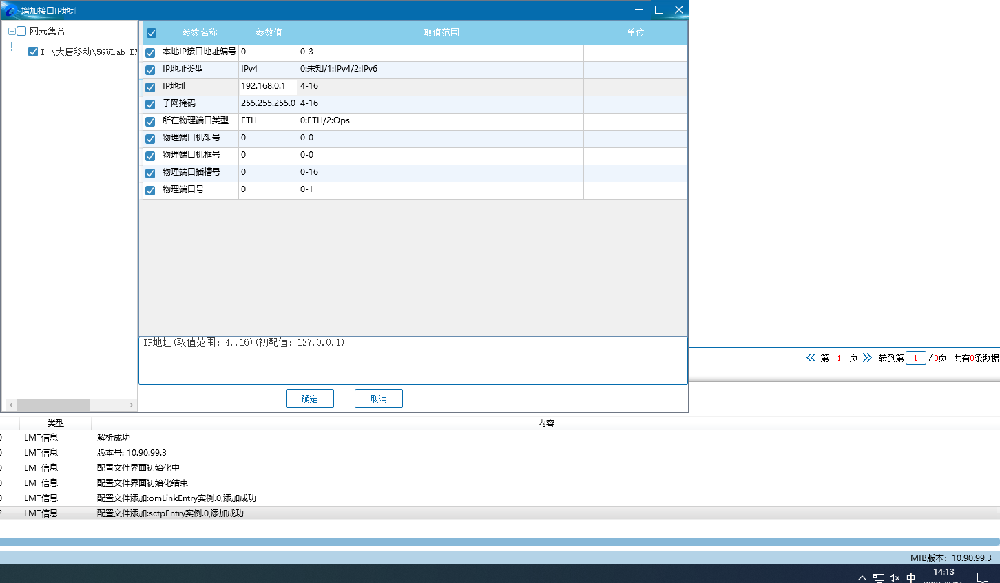 增加接口IP地址
网元集合
D:\大唐移动\5GVLab_BM
参数名称 参数值 取值范围 单位
本地IP接口地址编号 0 0-3
IP地址类型 IPv4 0:未知/1:IPv4/2:IPv6
IP地址 192.168.0.1 4-16
子网掩码 255.255.255.0 4-16
所在物理端口类型 ETH 0:ETH/2:Ops
物理端口机架号 0 0-0
物理端口机框号 0 0-0
物理端口插槽号 0 0-16
物理端口号 0 0-1
IP地址(取值范围: 4..16)(初配值: 127.0.0.1)
第 1 页 转到第 1 /0页 共有0条数据
确定 取消
类型 内容
0 LMT信息 解析成功
0 LMT信息 版本号: 10.90.99.3
0 LMT信息 配置文件界面初始化中
0 LMT信息 配置文件界面初始化结束
0 LMT信息 配置文件添加:omLinkEntry实例.0,添加成功
2 LMT信息 配置文件添加:sctpEntry实例.0,添加成功
MIB版本: 10.90.99.3
中 14:13